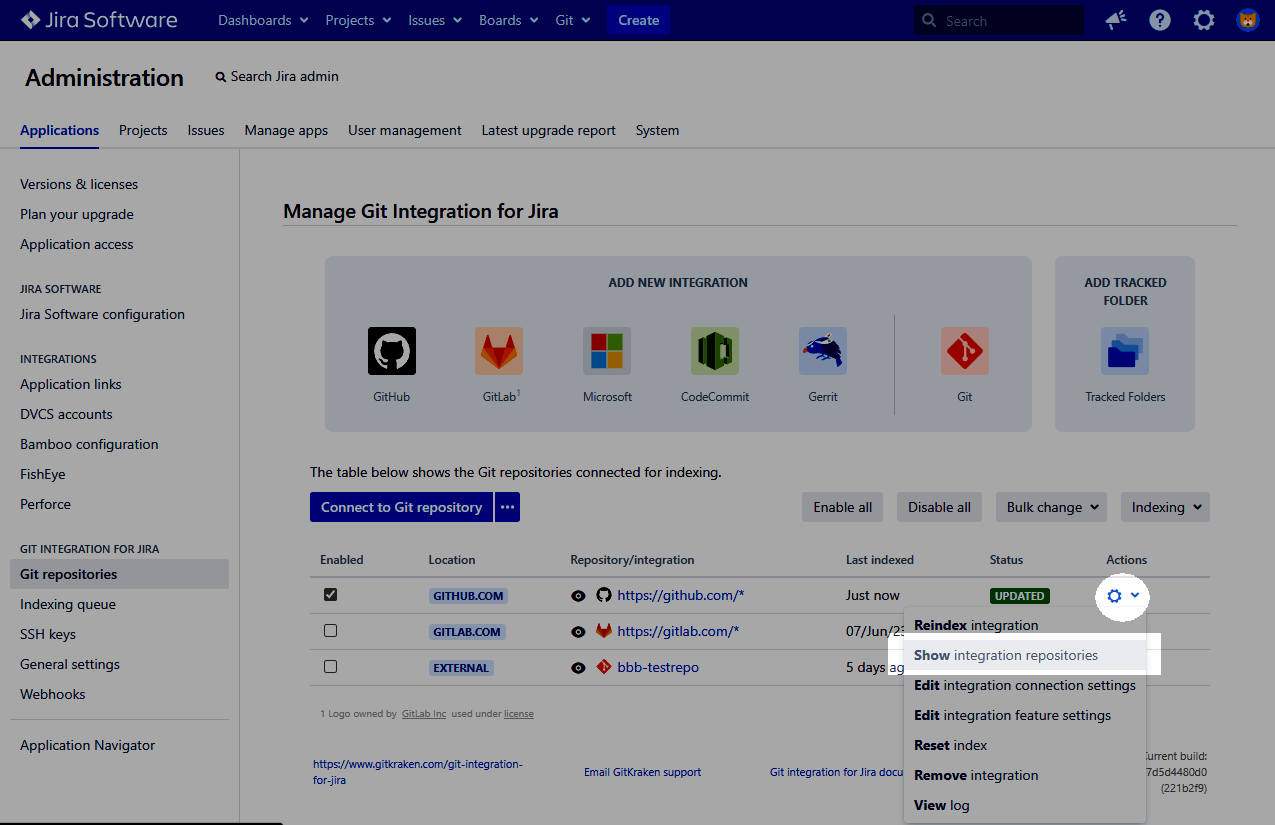 Jira Software Dashboards Projects Issues Boards Git Create Search
Administration Search Jira admin
Applications Projects Issues Manage apps User management Latest upgrade report System
Versions & licenses
Plan your upgrade
Application access
JIRA SOFTWARE
Jira Software configuration
INTEGRATIONS
Application links
DVCS accounts
Bamboo configuration
FishEye
Perforce
GIT INTEGRATION FOR JIRA
Git repositories
Indexing queue
SSH keys
General settings
Webhooks
Application Navigator
Manage Git Integration for Jira
ADD NEW INTEGRATION
GitHub GitLab1 Microsoft CodeCommit Gerrit Git
ADD TRACKED
FOLDER
Tracked Folders
The table below shows the Git repositories connected for indexing.
Connect to Git repository ··· Enable all Disable all Bulk change Indexing
Enabled Location Repository/integration Last indexed Status Actions
GITHUB.COM https://github.com/* Just now UPDATED
GITLAB.COM https://gitlab.com/* 07/Jun/23
EXTERNAL bbb-testrepo 5 days ag
Reindex integration
Show integration repositories
Edit integration connection settings
Edit integration feature settings
Reset index
Remove integration
View log
1 Logo owned by GitLab Inc used under license
https://www.gitkraken.com/git-integration-
for-jira
Email GitKraken support
Git integration for Jira docu
urrent build:
7d5d4480d0
(221b2f9)